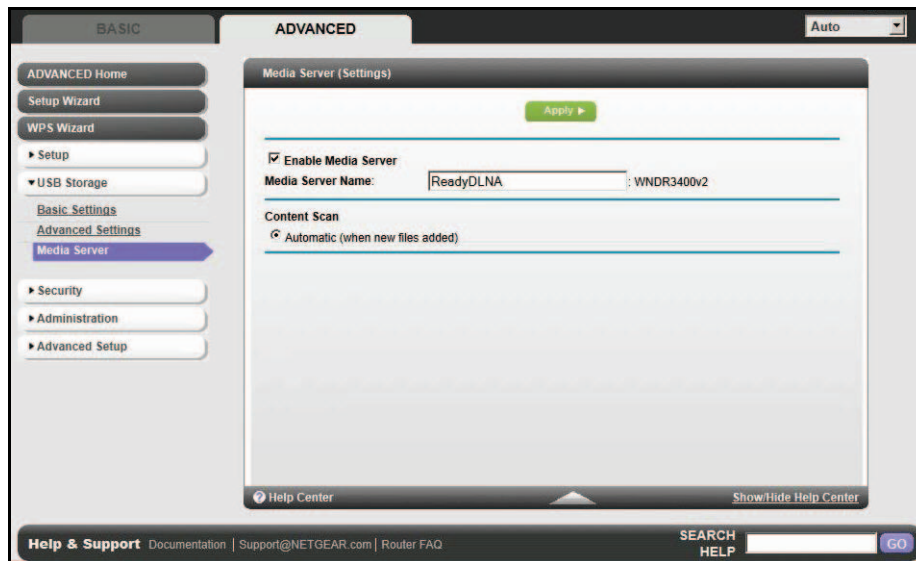 BASIC
ADVANCED
Auto
ADVANCED Home
Setup Wizard
WPS Wizard
Setup
USB Storage
Basic Settings
Advanced Settings
Media Server
Security
Administration
Advanced Setup
Media Server (Settings)
Apply
Enable Media Server
Media Server Name: ReadyDLNA : WNDR3400v2
Content Scan
Automatic (when new files added)
Help Center
Show/Hide Help Center
Help & Support Documentation | Support@NETGEAR.com | Router FAQ
SEARCH HELP
GO